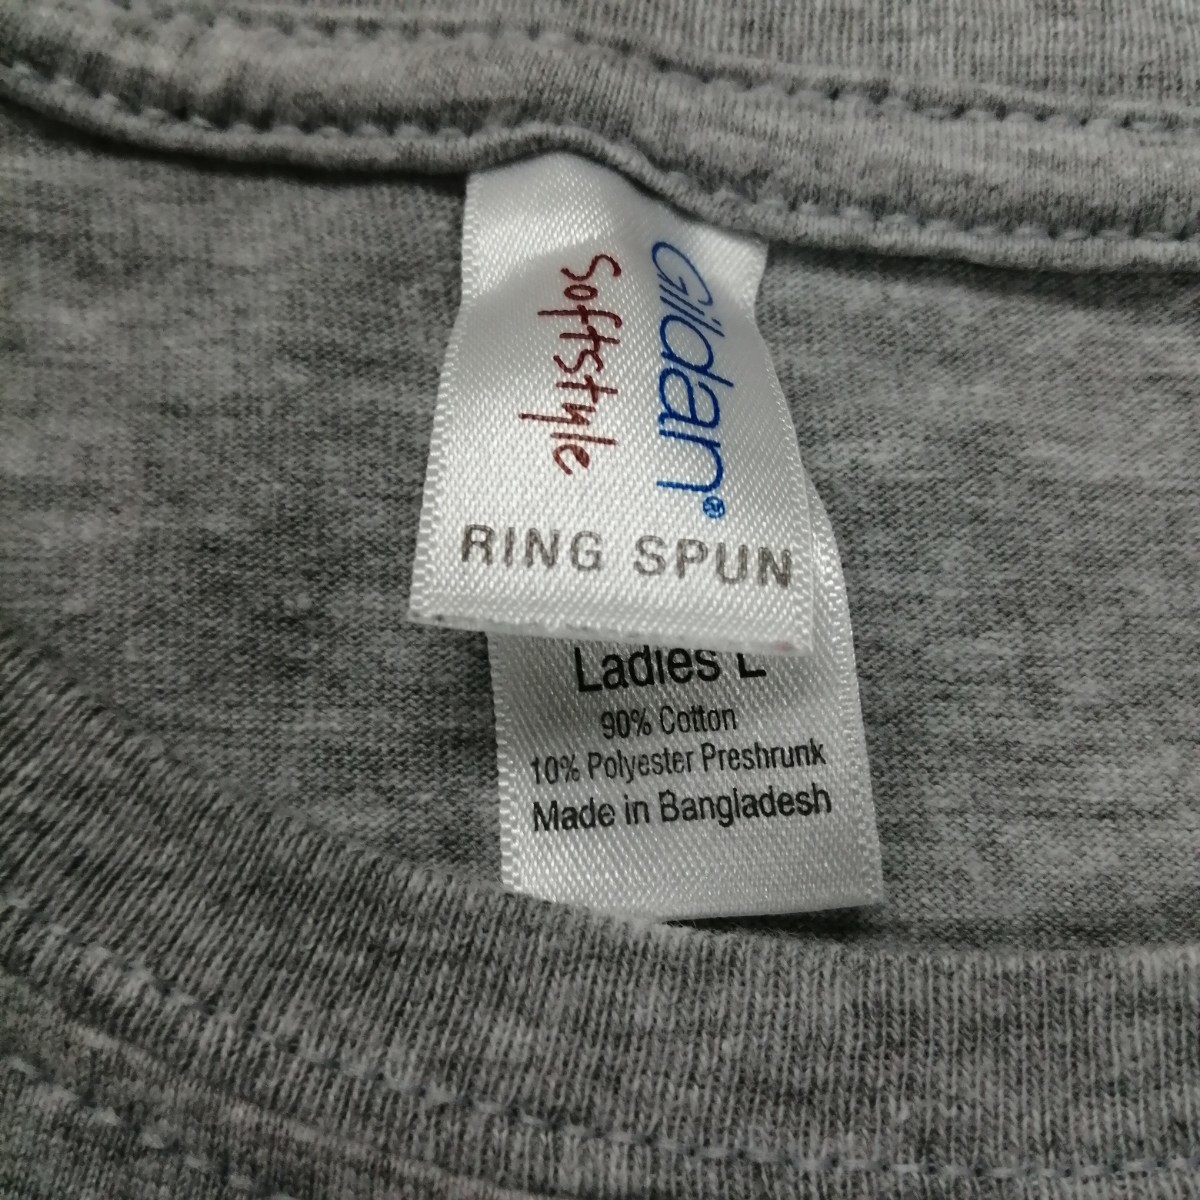 Gildan®
Softstyle
RING SPUN
Ladies L
90% Cotton
10% Polyester Preshrunk
Made in Bangladesh